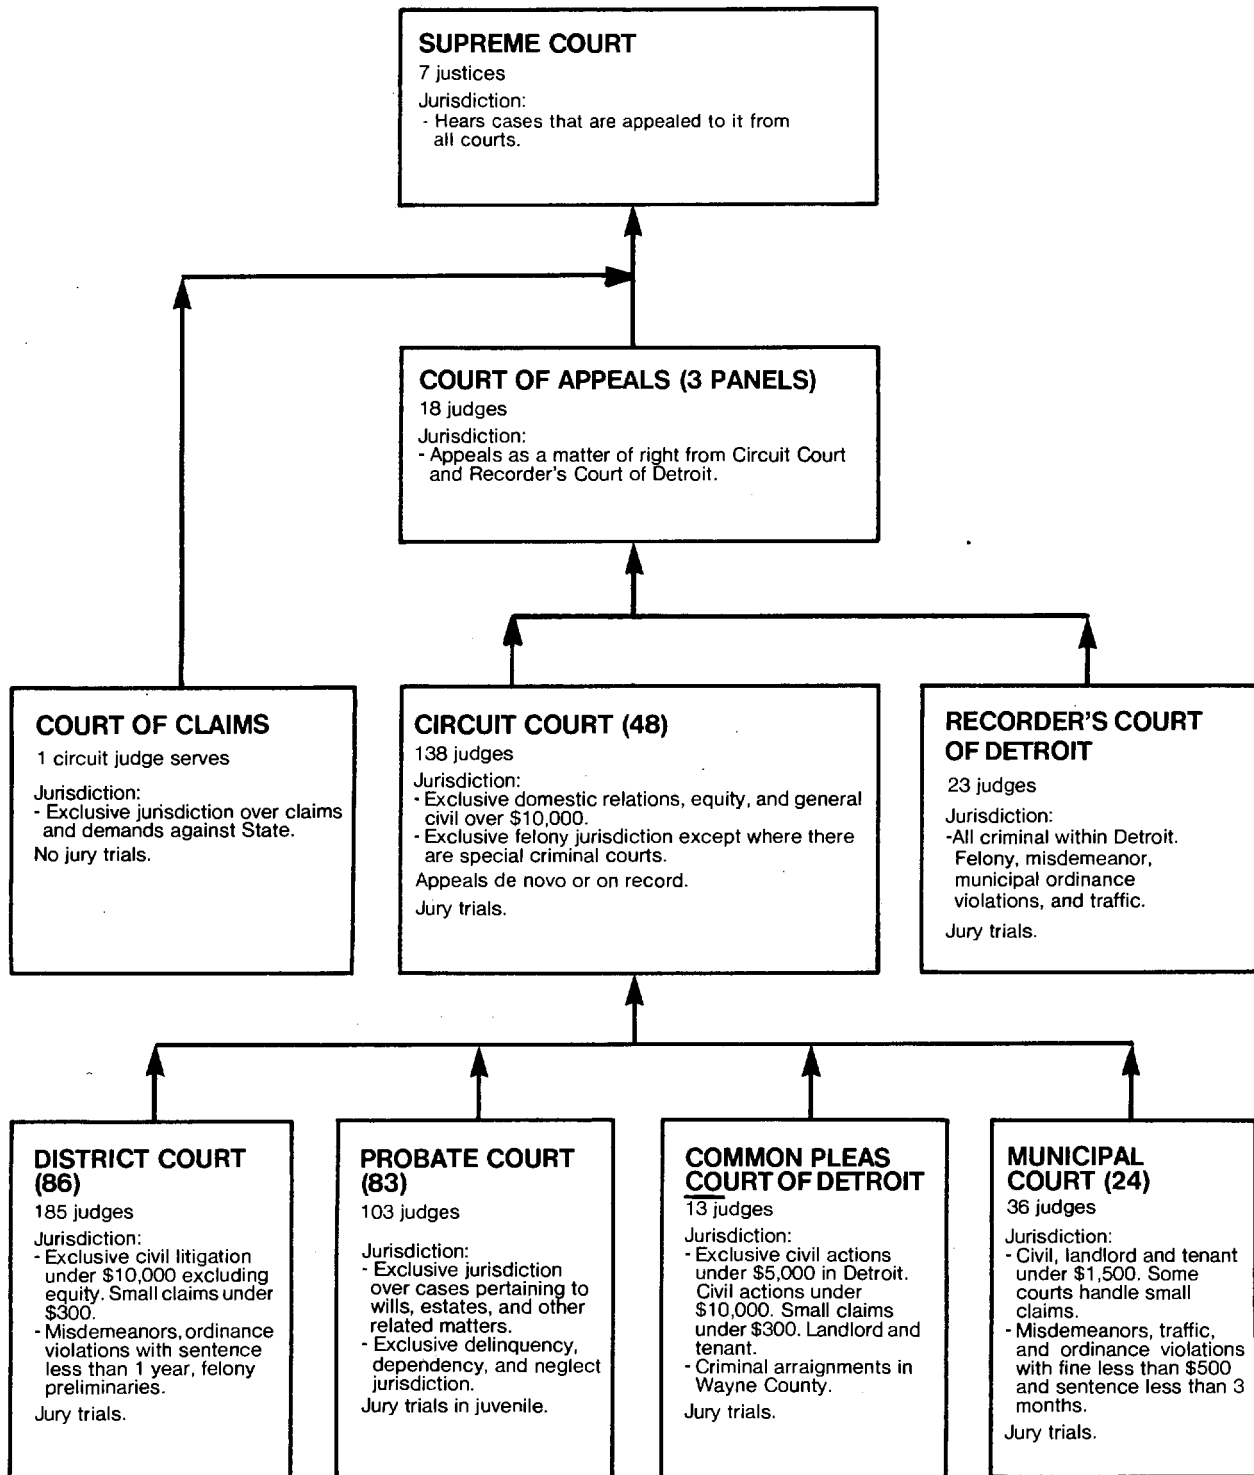 SUPREME COURT
7 justices
Jurisdiction:
- Hears cases that are appealed to it from
all courts.
COURT OF APPEALS (3 PANELS)
18 judges
Jurisdiction:
- Appeals as a matter of right from Circuit Court
and Recorder's Court of Detroit.
COURT OF CLAIMS
1 circuit judge serves
Jurisdiction:
- Exclusive jurisdiction over claims
and demands against State.
No jury trials.
CIRCUIT COURT (48)
138 judges
Jurisdiction:
- Exclusive domestic relations, equity, and general
civil over $10,000.
- Exclusive felony jurisdiction except where there
are special criminal courts.
Appeals de novo or on record.
Jury trials.
RECORDER'S COURT
OF DETROIT
23 judges
Jurisdiction:
-All criminal within Detroit.
Felony, misdemeanor,
municipal ordinance
violations, and traffic.
Jury trials.
DISTRICT COURT
(86)
185 judges
Jurisdiction:
- Exclusive civil litigation
under $10,000 excluding
equity. Small claims under
$300.
- Misdemeanors, ordinance
violations with sentence
less than 1 year, felony
preliminaries.
Jury trials.
PROBATE COURT
(83)
103 judges
Jurisdiction:
- Exclusive jurisdiction
over cases pertaining to
wills, estates, and other
related matters.
- Exclusive delinquency,
dependency, and neglect
jurisdiction.
Jury trials in juvenile.
COMMON PLEAS
COURT OF DETROIT
13 judges
Jurisdiction:
- Exclusive civil actions
under $5,000 in Detroit.
Civil actions under
$10,000. Small claims
under $300. Landlord and
tenant.
- Criminal arraignments in
Wayne County.
Jury trials.
MUNICIPAL
COURT (24)
36 judges
Jurisdiction:
- Civil, landlord and tenant
under $1,500. Some
courts handle small
claims.
- Misdemeanors, traffic,
and ordinance violations
with fine less than $500
and sentence less than 3
months.
Jury trials.